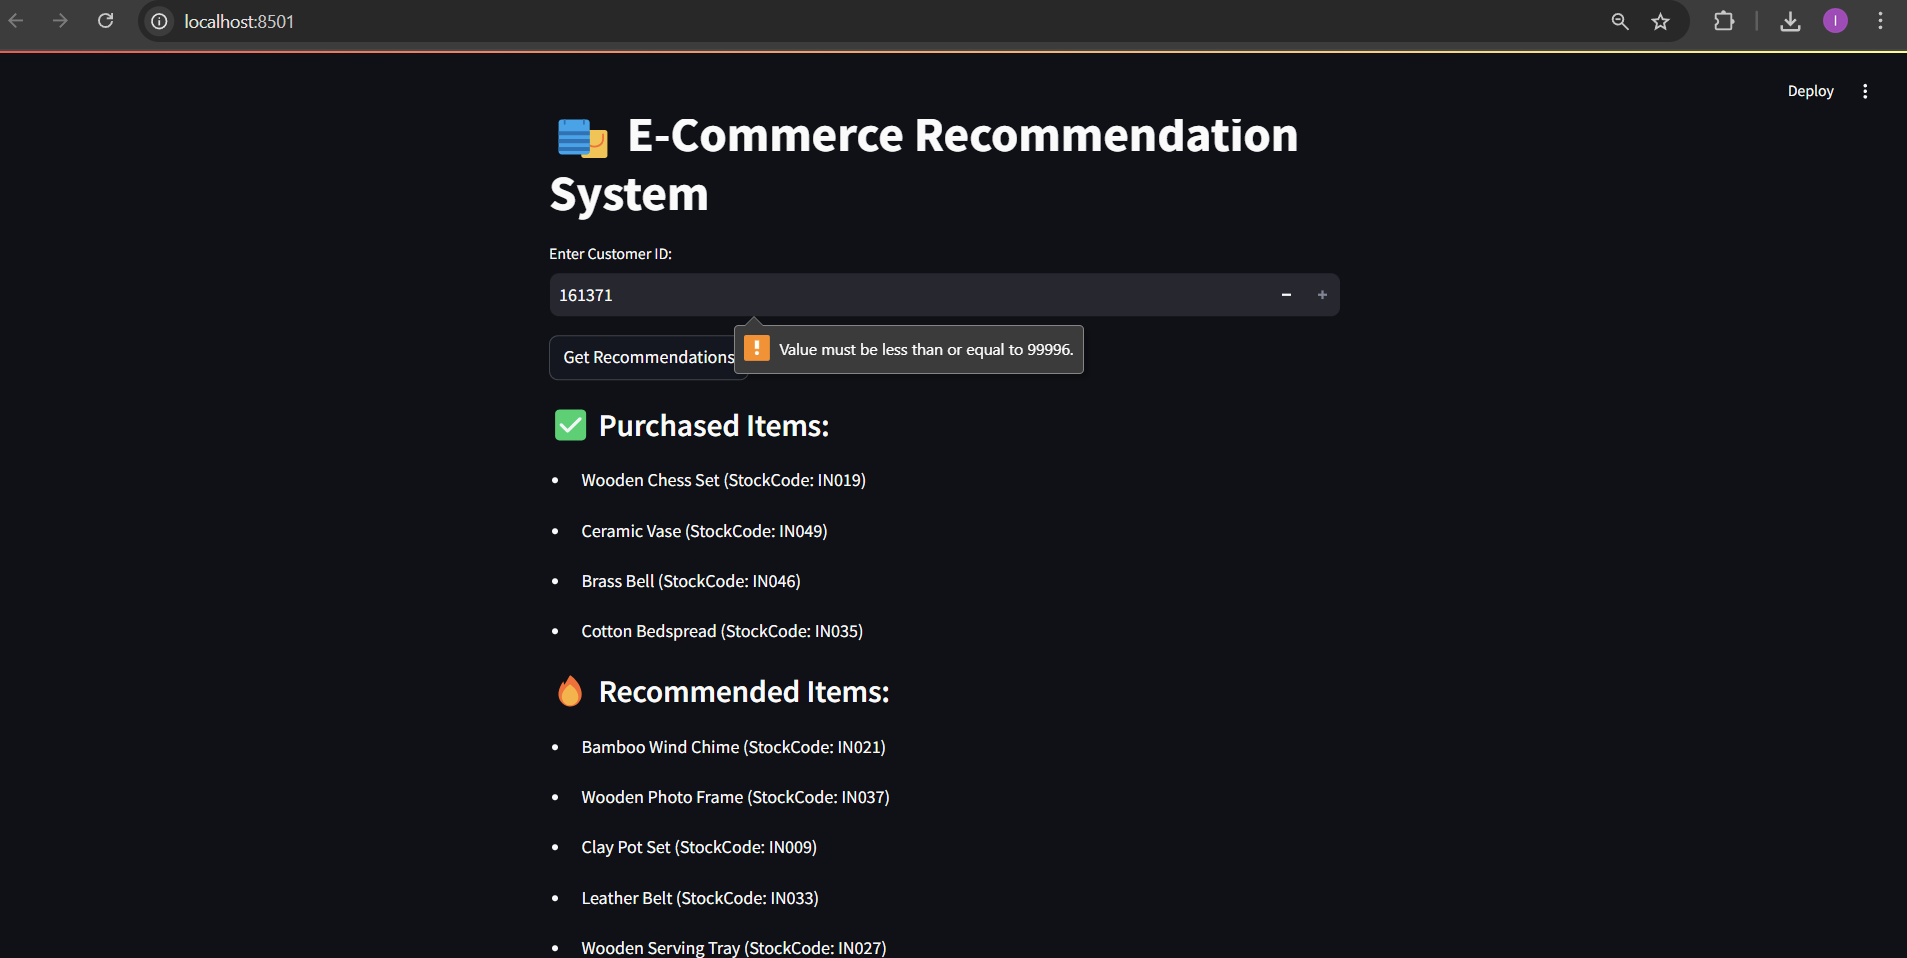 localhost:8501
I
Deploy
E-Commerce Recommendation
System
Enter Customer ID:
161371
Get Recommendations
Value must be less than or equal to 99996.
Purchased Items:
• Wooden Chess Set (StockCode: IN019)
• Ceramic Vase (StockCode: IN049)
• Brass Bell (StockCode: IN046)
• Cotton Bedspread (StockCode: IN035)
Recommended Items:
• Bamboo Wind Chime (StockCode: IN021)
• Wooden Photo Frame (StockCode: IN037)
• Clay Pot Set (StockCode: IN009)
• Leather Belt (StockCode: IN033)
• Wooden Serving Tray (StockCode: IN027)